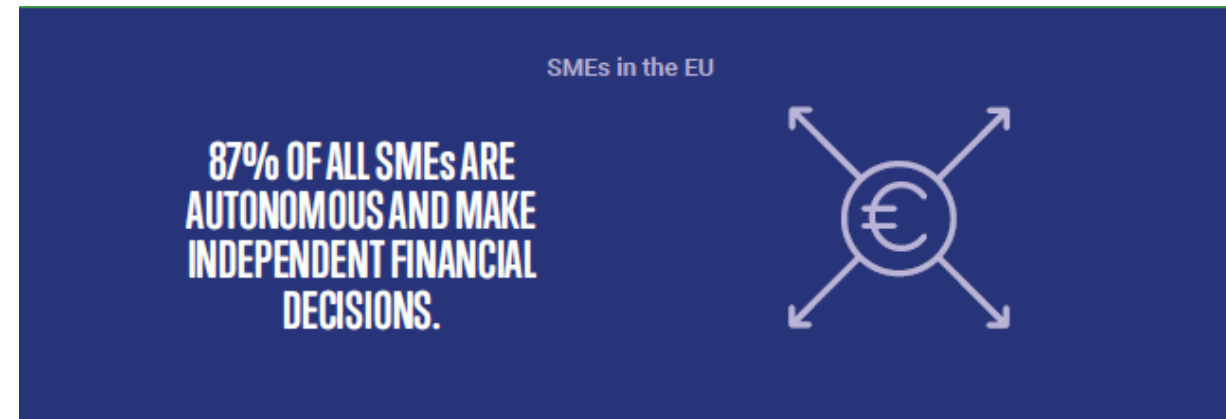 SMEs in the EU
87% OF ALL SMEs ARE
AUTONOMOUS AND MAKE
INDEPENDENT FINANCIAL
DECISIONS.
€